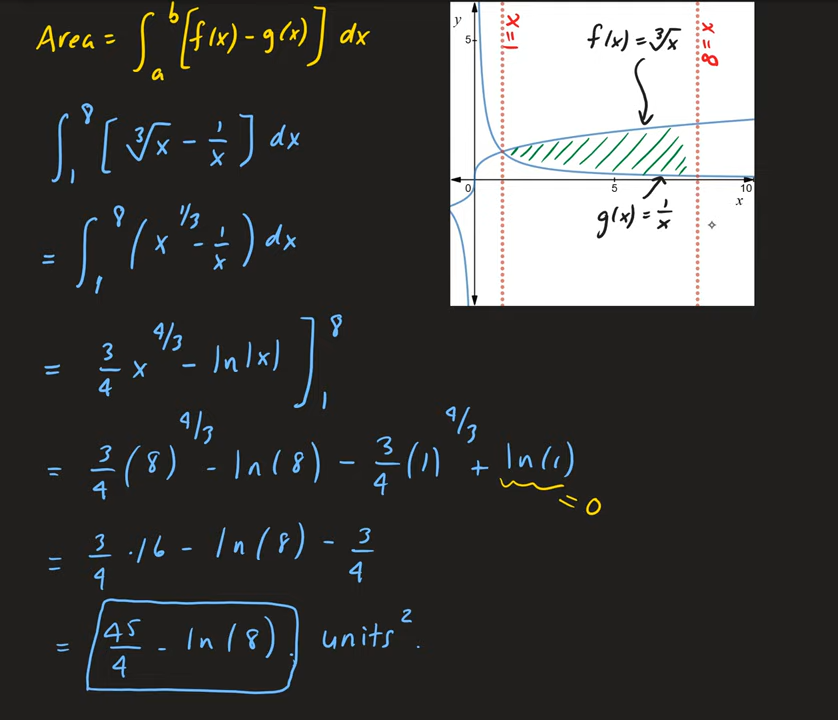 Area = ∫_a^b [f(x) - g(x)] dx
∫_1^8 [∛x - 1/x] dx
= ∫_1^8 (x^{1/3} - 1/x) dx
= 3/4 x^{4/3} - ln|x| ]_1^8
= 3/4 (8)^{4/3} - ln(8) - 3/4 (1)^{4/3} + ln(1)
= 0
= 3/4 · 16 - ln(8) - 3/4
= 45/4 - ln(8). units².
y
5
x=1
f(x) = ∛x
x=8
0
5
10
x
g(x) = 1/x